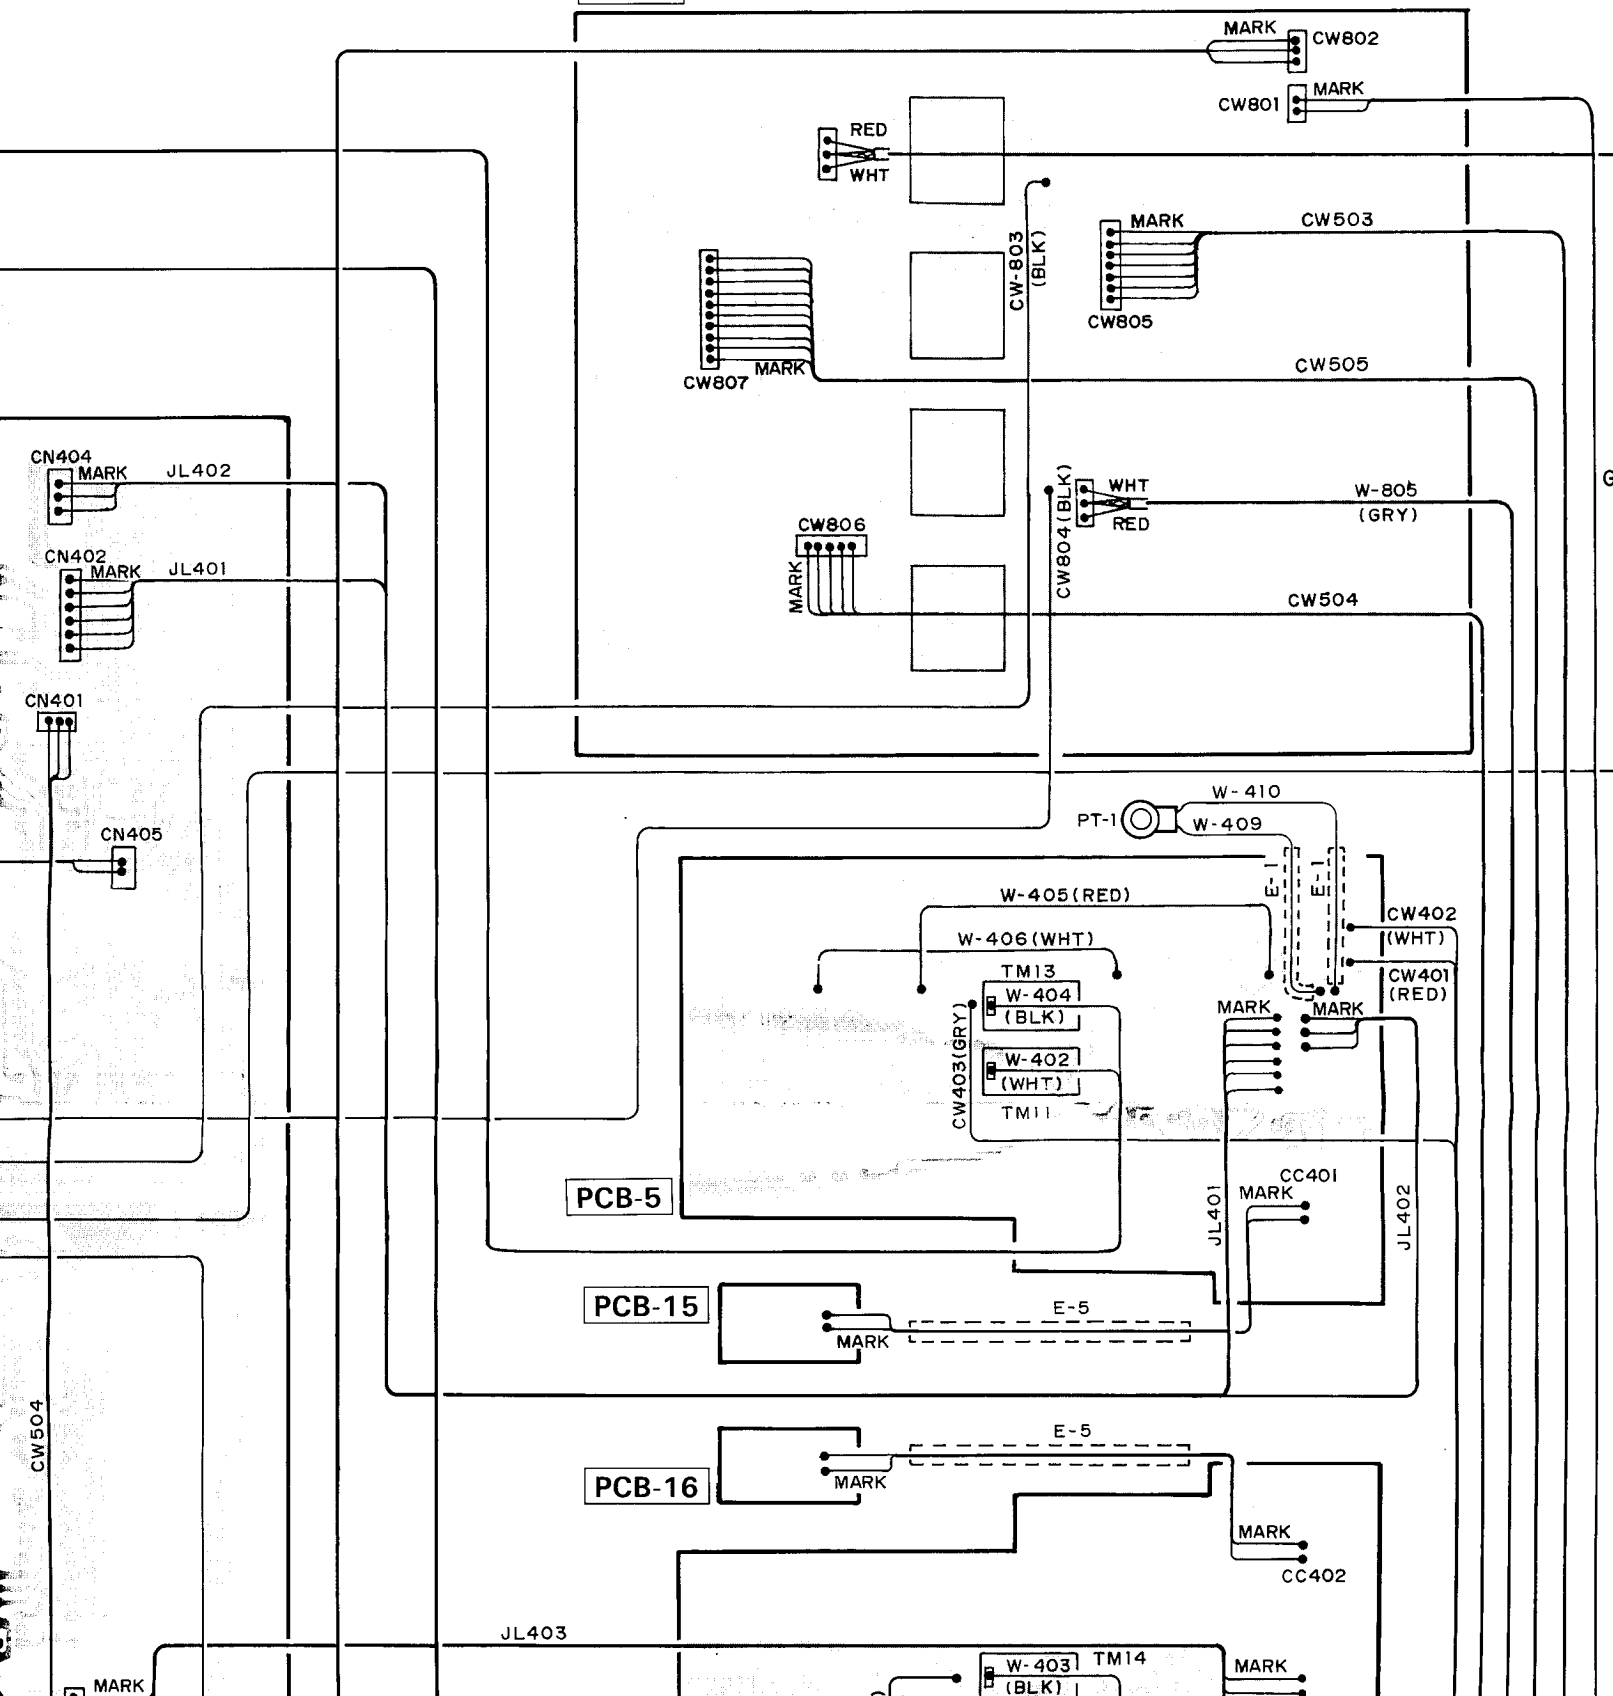 MARK
CW802
MARK
CW801
RED
WHT
MARK
CW503
CW-803
(BLK)
CW805
CW505
MARK
CW807
CN404
MARK
JL402
WHT
W-805
(GRY)
RED
CW804(BLK)
CW806
MARK
CN402
MARK
JL401
CW504
CN401
W-410
PT-1
W-409
CN405
E-1
E-1
W-405(RED)
CW402
(WHT)
W-406(WHT)
CW401
(RED)
TM13
W-404
(BLK)
MARK
MARK
CW403(GRY)
W-402
(WHT)
TM11
CC401
MARK
PCB-5
JL401
JL402
PCB-15
E-5
MARK
CW504
E-5
PCB-16
MARK
MARK
CC402
JL403
W-403
TM14
MARK
(BLK)
MARK